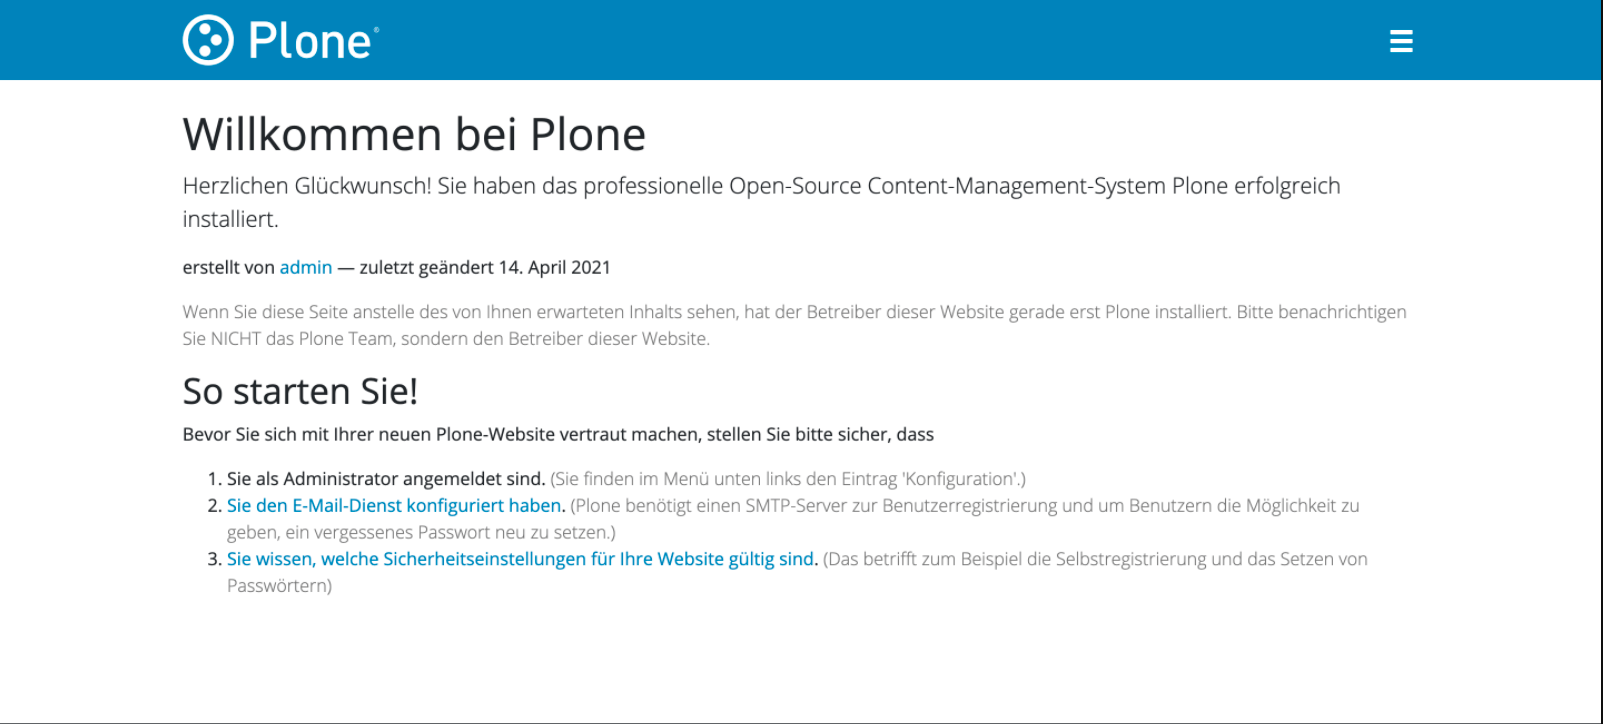 Plone®
Willkommen bei Plone
Herzlichen Glückwunsch! Sie haben das professionelle Open-Source Content-Management-System Plone erfolgreich
installiert.
erstellt von admin — zuletzt geändert 14. April 2021
Wenn Sie diese Seite anstelle des von Ihnen erwarteten Inhalts sehen, hat der Betreiber dieser Website gerade erst Plone installiert. Bitte benachrichtigen
Sie NICHT das Plone Team, sondern den Betreiber dieser Website.
So starten Sie!
Bevor Sie sich mit Ihrer neuen Plone-Website vertraut machen, stellen Sie bitte sicher, dass
1. Sie als Administrator angemeldet sind. (Sie finden im Menü unten links den Eintrag 'Konfiguration'.)
2. Sie den E-Mail-Dienst konfiguriert haben. (Plone benötigt einen SMTP-Server zur Benutzerregistrierung und um Benutzern die Möglichkeit zu
geben, ein vergessenes Passwort neu zu setzen.)
3. Sie wissen, welche Sicherheitseinstellungen für Ihre Website gültig sind. (Das betrifft zum Beispiel die Selbstregistrierung und das Setzen von
Passwörtern)